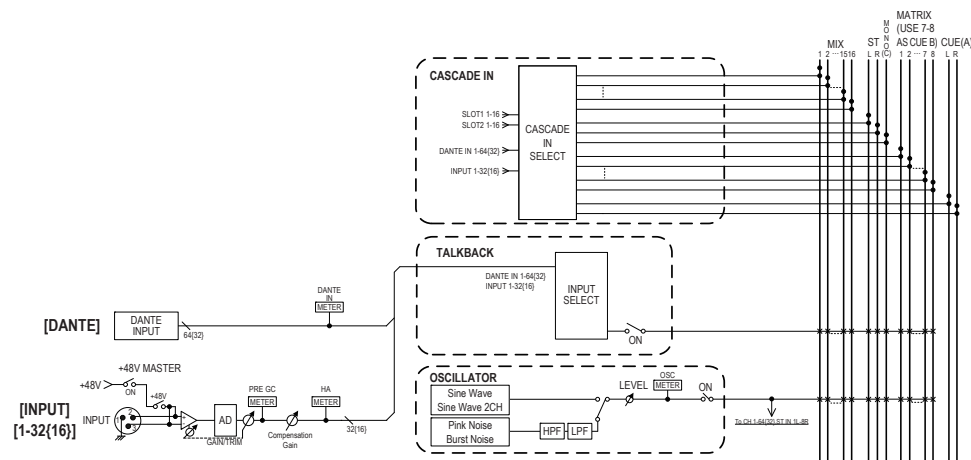 MATRIX
(USE 7-8
MIX ST MONO(C) AS CUE B) CUE(A)
1 2 ··· 15 16 L R 1 2 ··· 7 8 L R
CASCADE IN
SLOT1 1-16
SLOT2 1-16
DANTE IN 1-64{32}
INPUT 1-32{16}
CASCADE
IN
SELECT
TALKBACK
DANTE IN 1-64{32}
INPUT 1-32{16}
INPUT
SELECT
ON
[DANTE]
DANTE
INPUT
64{32}
DANTE
IN
METER
OSCILLATOR
Sine Wave
Sine Wave 2CH
Pink Noise
Burst Noise
HPF
LPF
LEVEL
OSC
METER
ON
To CH 1-64{32},ST IN 1L-8R
+48V MASTER
+48V
ON
+48V
[INPUT]
[1-32{16}]
INPUT
1
2
3
+
-
AD
GAIN/TRIM
PRE GC
METER
Compensation
Gain
HA
METER
32{16}